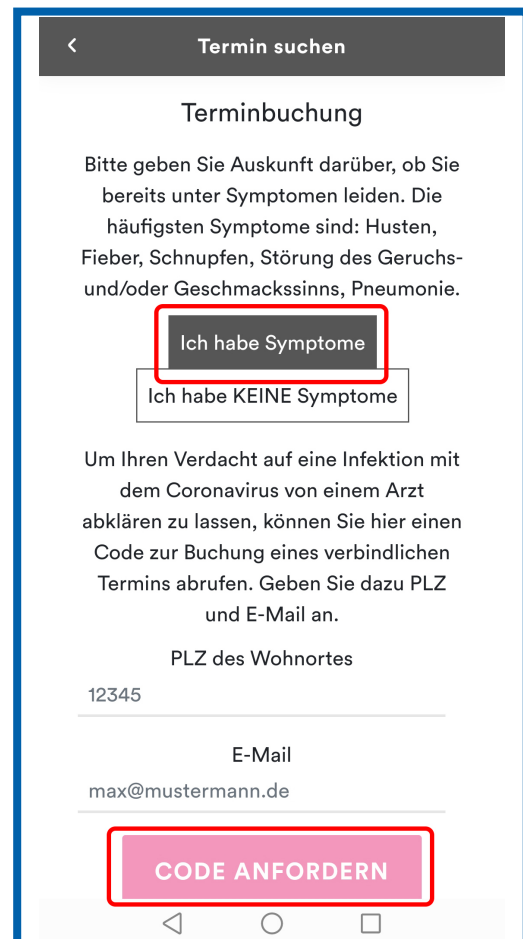 Termin suchen
Terminbuchung
Bitte geben Sie Auskunft darüber, ob Sie
bereits unter Symptomen leiden. Die
häufigsten Symptome sind: Husten,
Fieber, Schnupfen, Störung des Geruchs-
und/oder Geschmackssinns, Pneumonie.
Ich habe Symptome
Ich habe KEINE Symptome
Um Ihren Verdacht auf eine Infektion mit
dem Coronavirus von einem Arzt
abklären zu lassen, können Sie hier einen
Code zur Buchung eines verbindlichen
Termins abrufen. Geben Sie dazu PLZ
und E-Mail an.
PLZ des Wohnortes
12345
E-Mail
max@mustermann.de
CODE ANFORDERN